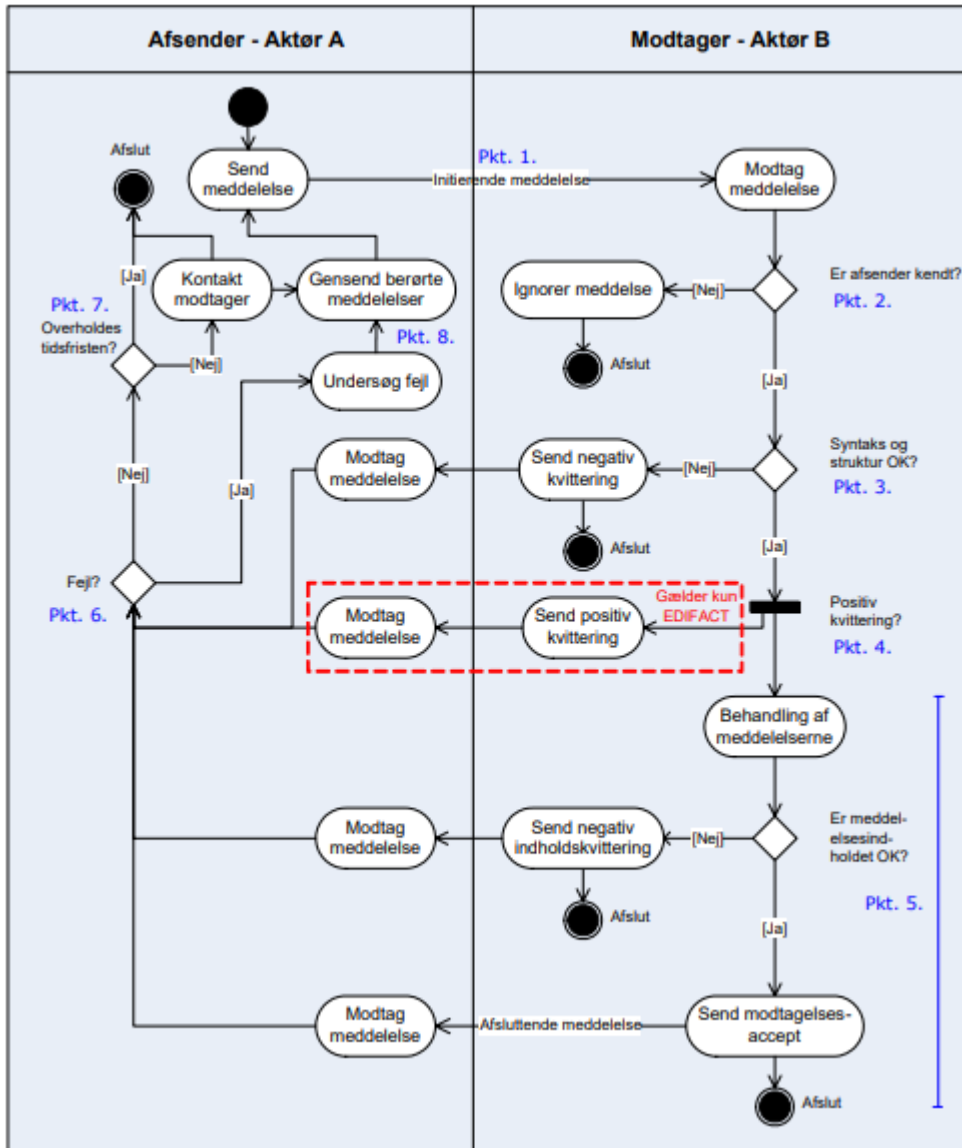 Afsender - Aktør A
Modtager - Aktør B
Afslut
Send
meddelelse
Pkt. 1.
Initierende meddelelse
Modtag
meddelelse
[Ja]
Kontakt
modtager
Gensend berørte
meddelelser
Ignorer meddelse
[Nej]
Er afsender kendt?
Pkt. 2.
Pkt. 7.
Overholdes
tidsfristen?
[Nej]
Pkt. 8.
Undersøg fejl
Afslut
[Ja]
[Nej]
[Ja]
Modtag
meddelelse
Send negativ
kvittering
[Nej]
Syntaks og
struktur OK?
Pkt. 3.
Afslut
[Ja]
Fejl?
Pkt. 6.
Modtag
meddelelse
Send positiv
kvittering
Gælder kun
EDIFACT
Positiv
kvittering?
Pkt. 4.
Behandling af
meddelelserne
Modtag
meddelelse
Send negativ
indholdskvittering
[Nej]
Er meddel-
elsesind-
holdet OK?
Pkt. 5.
Afslut
[Ja]
Modtag
meddelelse
Afsluttende meddelelse
Send modtagelses-
accept
Afslut